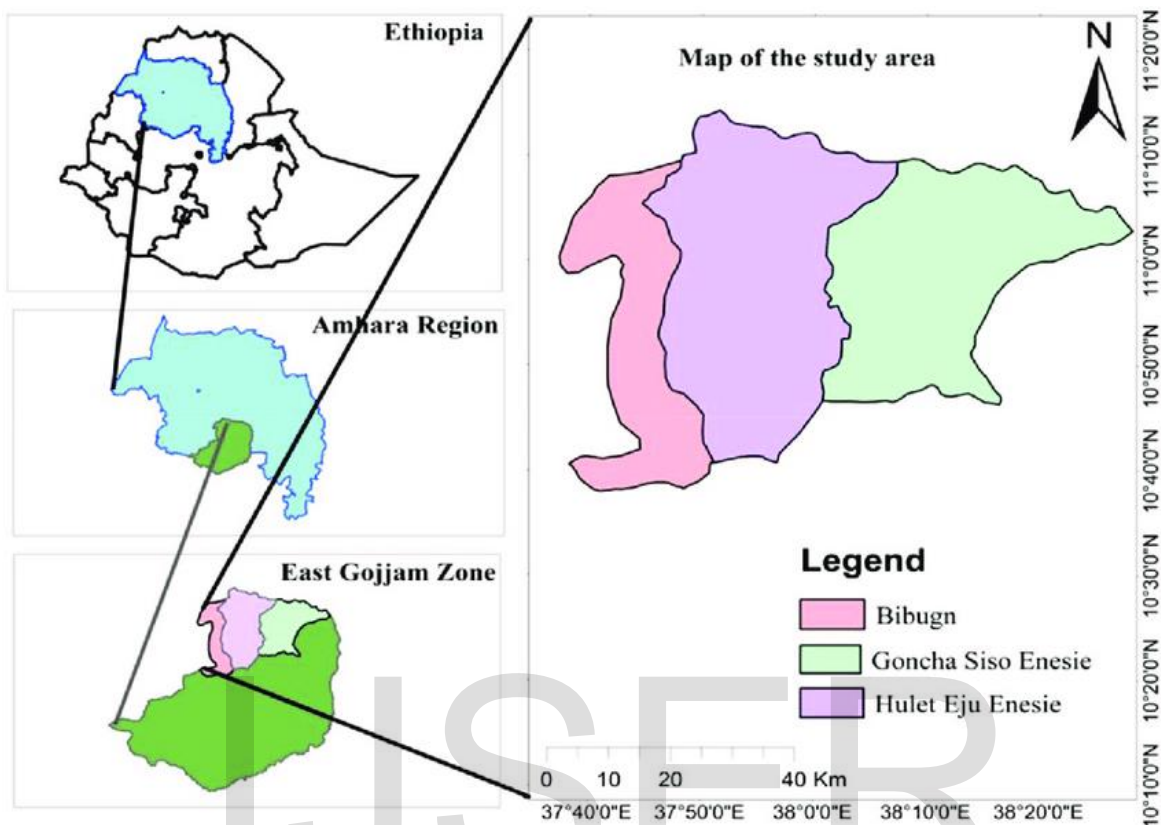 Ethiopia
Amhara Region
East Gojjam Zone
Map of the study area
N
11°20'0"N
11°10'0"N
11°0'0"N
10°50'0"N
10°40'0"N
10°30'0"N
10°20'0"N
10°10'0"N
Legend
Bibugn
Goncha Siso Enesie
Hulet Eju Enesie
0 10 20 40 Km
37°40'0"E 37°50'0"E 38°0'0"E 38°10'0"E 38°20'0"E
IJSER